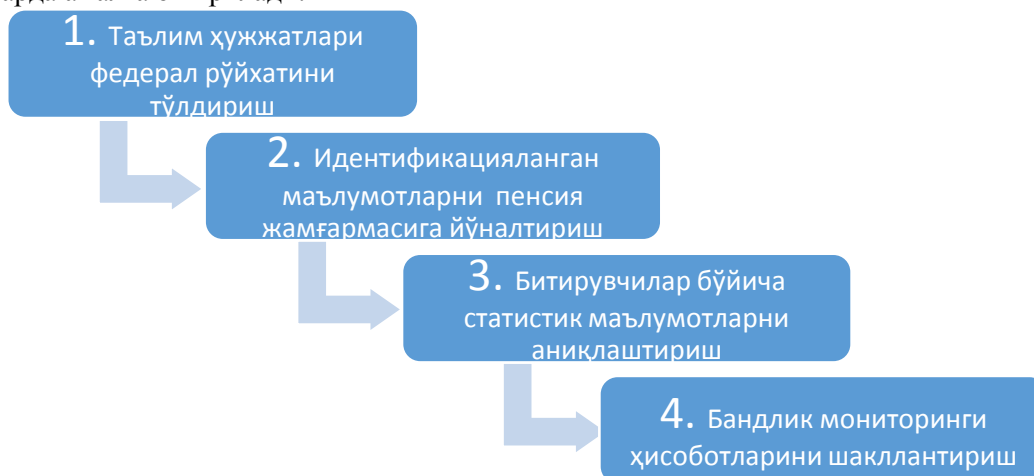 1. Таълим ҳужжатлари
федерал рўйхатини
тўлдириш
2. Идентификацияланган
маълумотларни пенсия
жамғармасига йўналтириш
3. Битирувчилар бўйича
статистик маълумотларни
аниқлаштириш
4. Бандлик мониторинги
ҳисоботларини шакллантириш